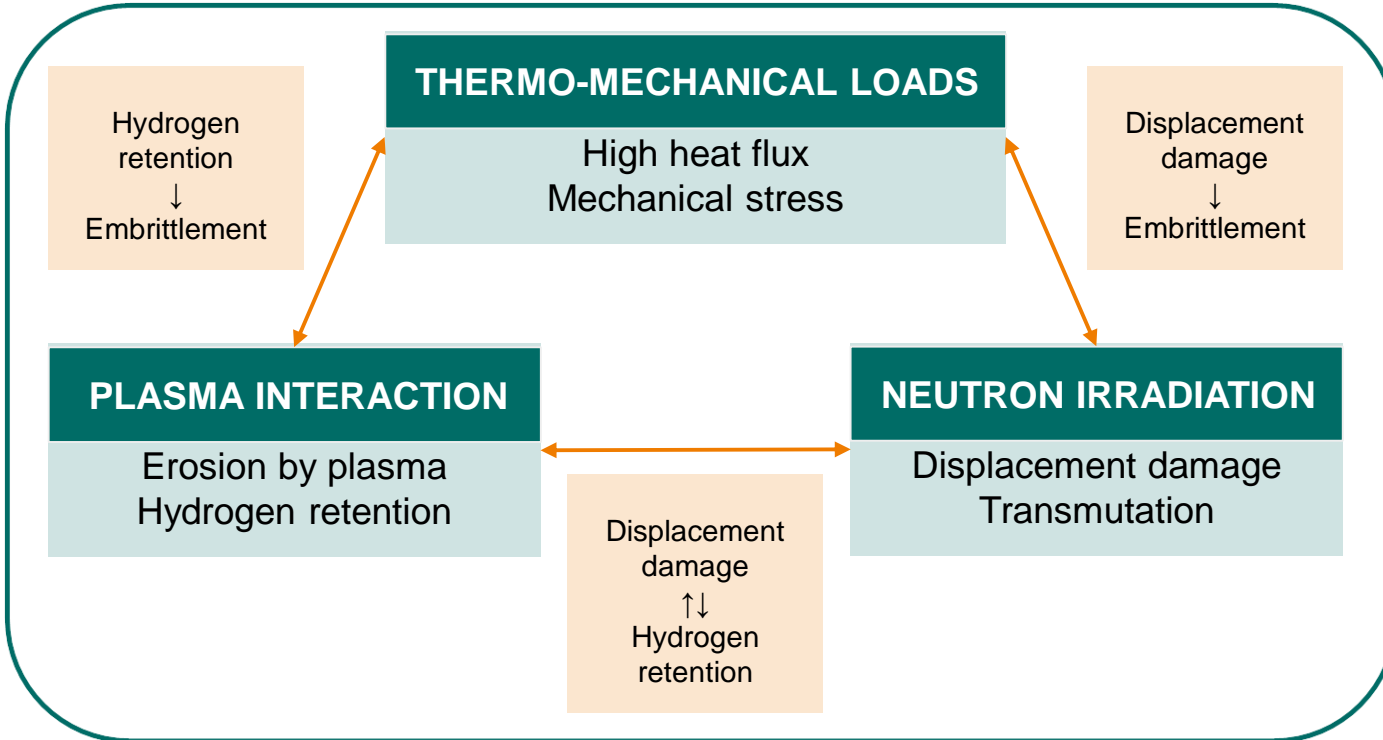 THERMO-MECHANICAL LOADS
High heat flux
Mechanical stress
Hydrogen
retention
↓
Embrittlement
Displacement
damage
↓
Embrittlement
PLASMA INTERACTION
Erosion by plasma
Hydrogen retention
NEUTRON IRRADIATION
Displacement damage
Transmutation
Displacement
damage
↑↓
Hydrogen
retention